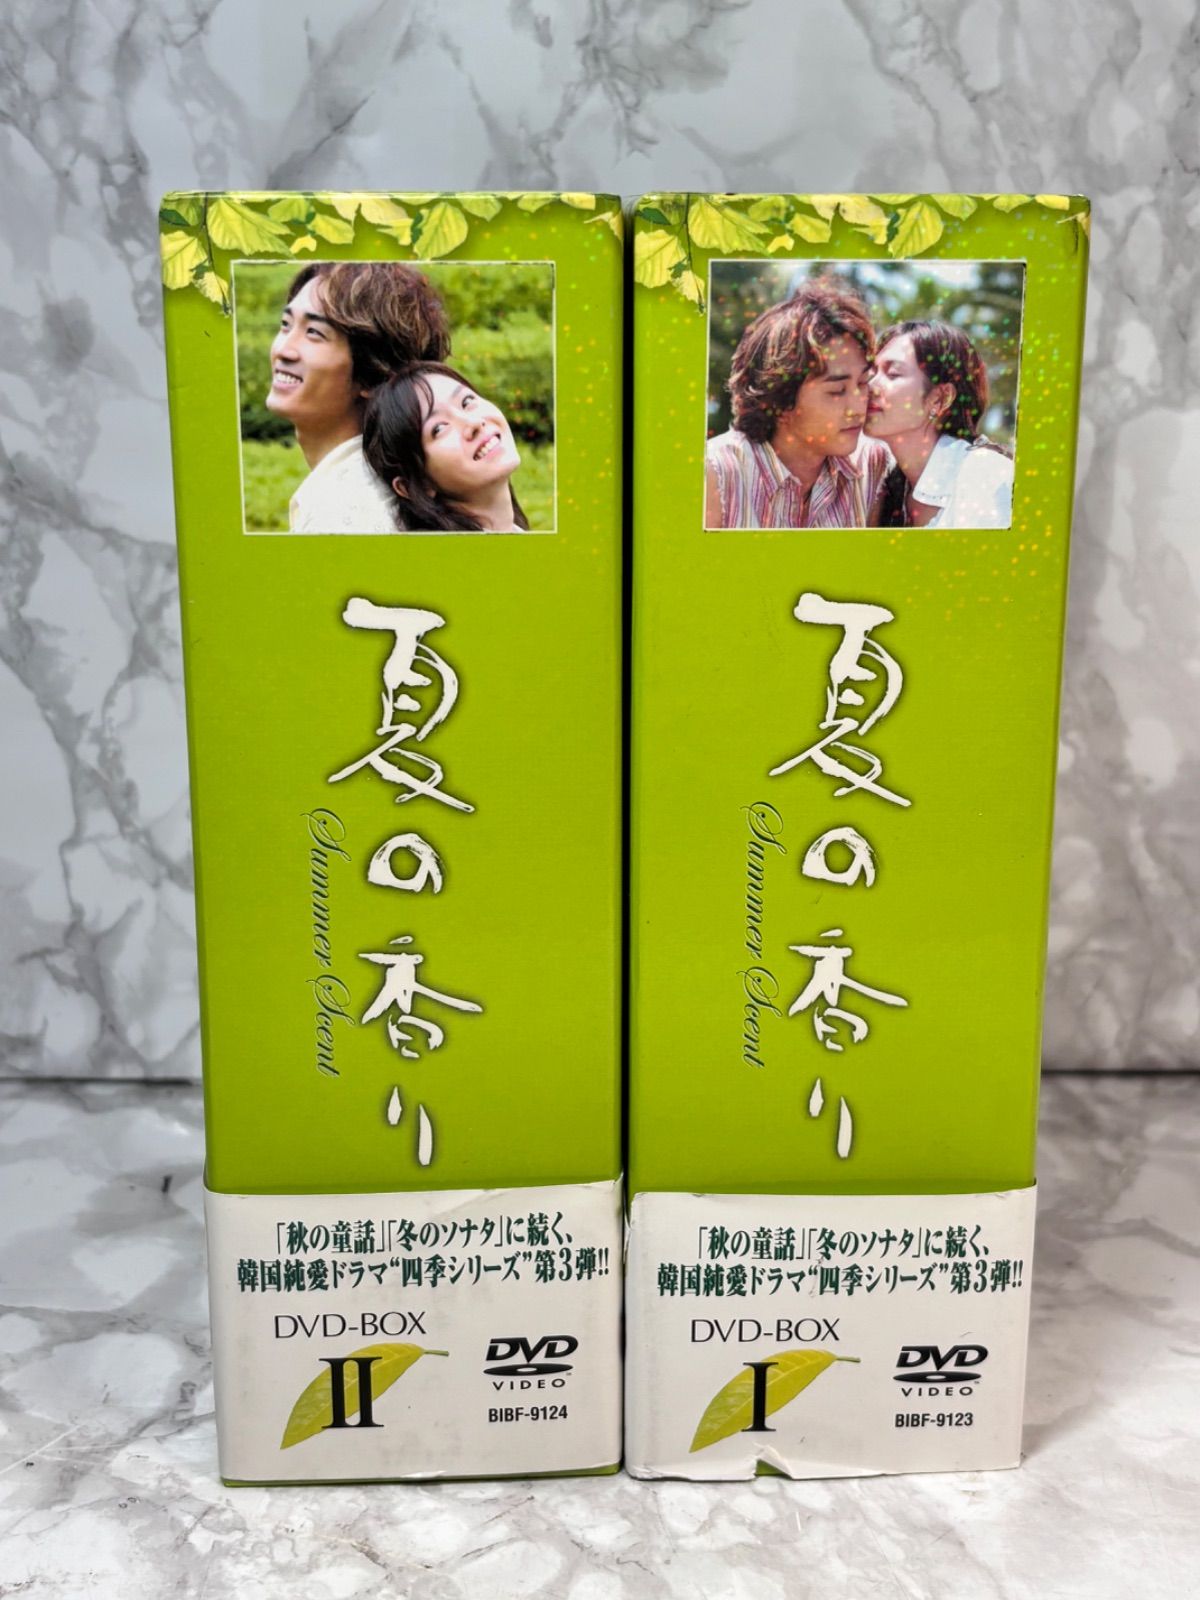 夏の香り
Summer Scent
「秋の童話」「冬のソナタ」に続く、
韓国純愛ドラマ“四季シリーズ”第3弾!!
DVD-BOX
II
DVD
VIDEO
BIBF-9124
夏の香り
Summer Scent
「秋の童話」「冬のソナタ」に続く、
韓国純愛ドラマ“四季シリーズ”第3弾!!
DVD-BOX
I
DVD
VIDEO
BIBF-9123